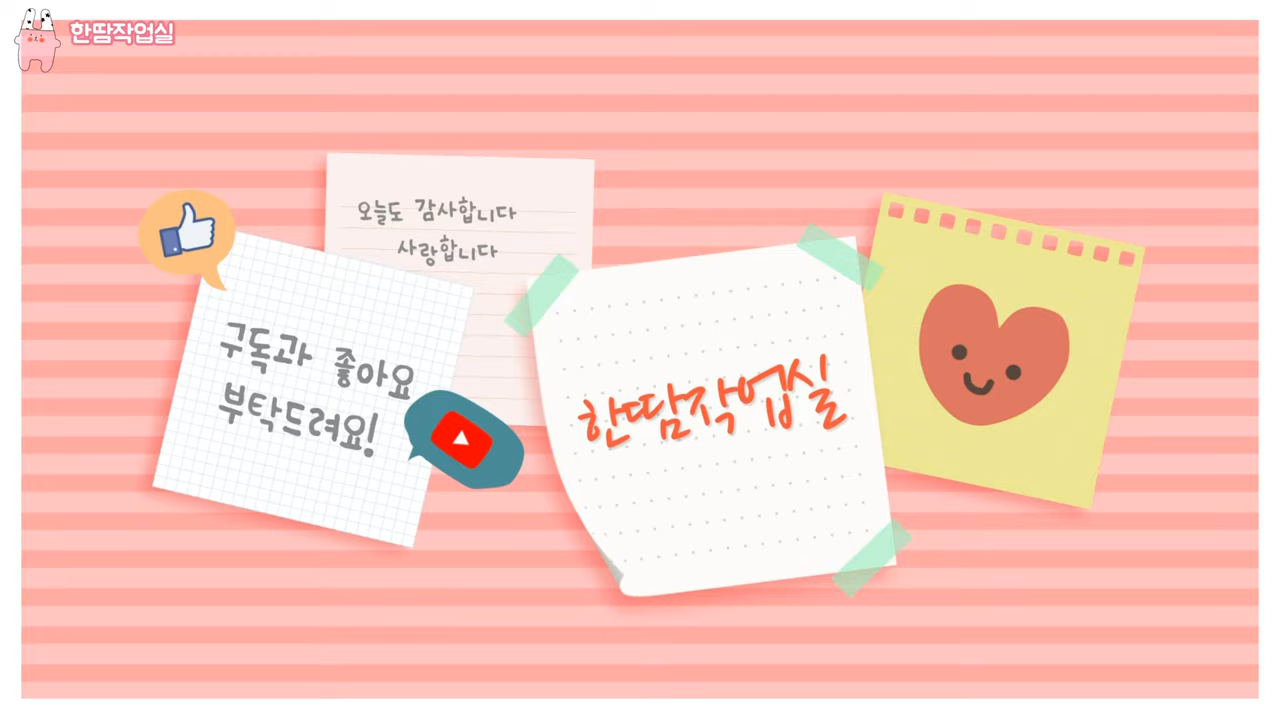 한땀작업실
오늘도 감사합니다
사랑합니다
구독과 좋아요
부탁드려요!
한땀작업실